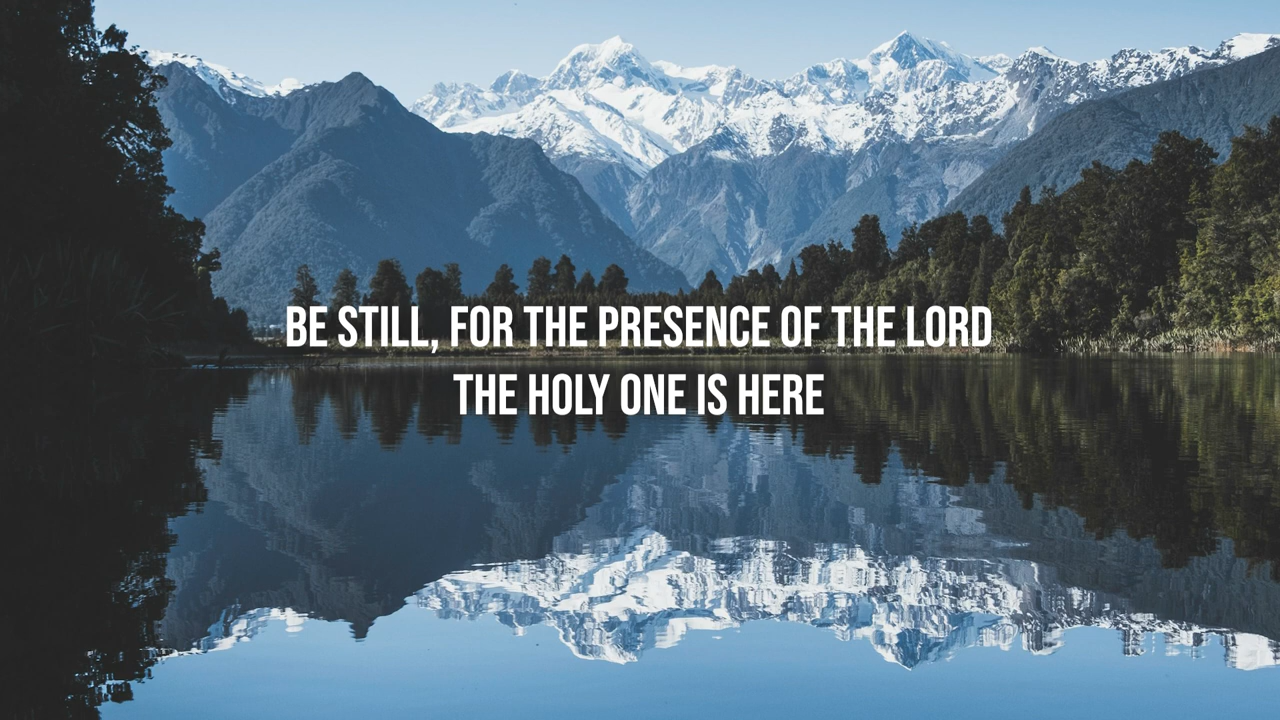 BE STILL, FOR THE PRESENCE OF THE LORD
THE HOLY ONE IS HERE